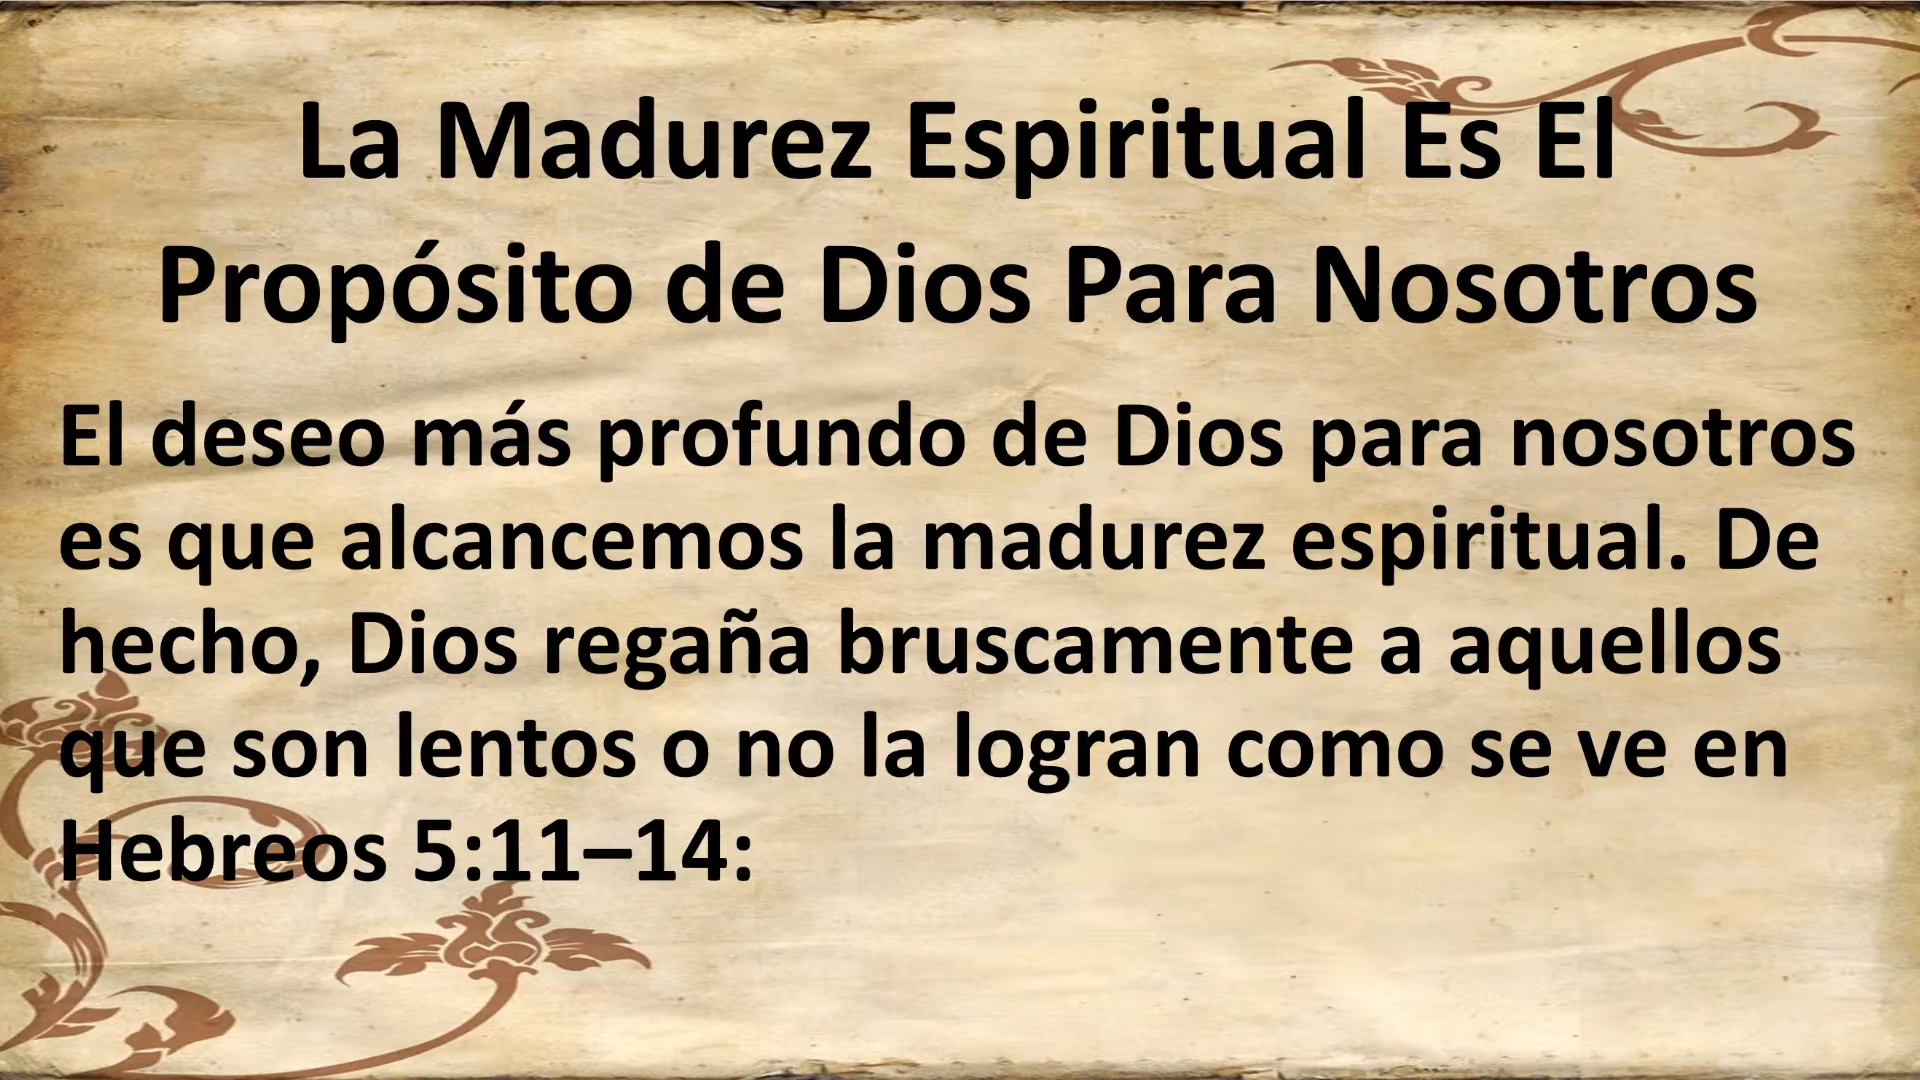 La Madurez Espiritual Es El
Propósito de Dios Para Nosotros
El deseo más profundo de Dios para nosotros
es que alcancemos la madurez espiritual. De
hecho, Dios regaña bruscamente a aquellos
que son lentos o no la logran como se ve en
Hebreos 5:11–14: